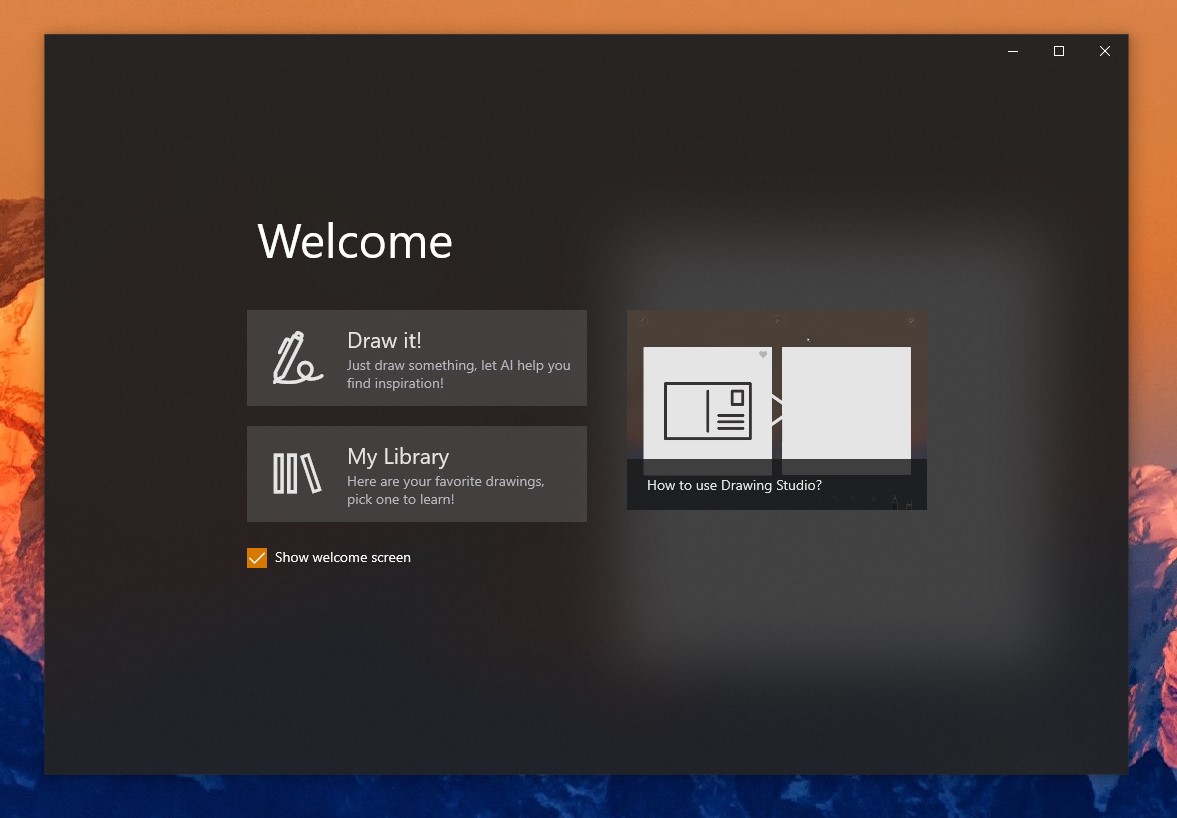 Welcome
Draw it!
Just draw something, let AI help you
find inspiration!
My Library
Here are your favorite drawings,
pick one to learn!
Show welcome screen
How to use Drawing Studio?